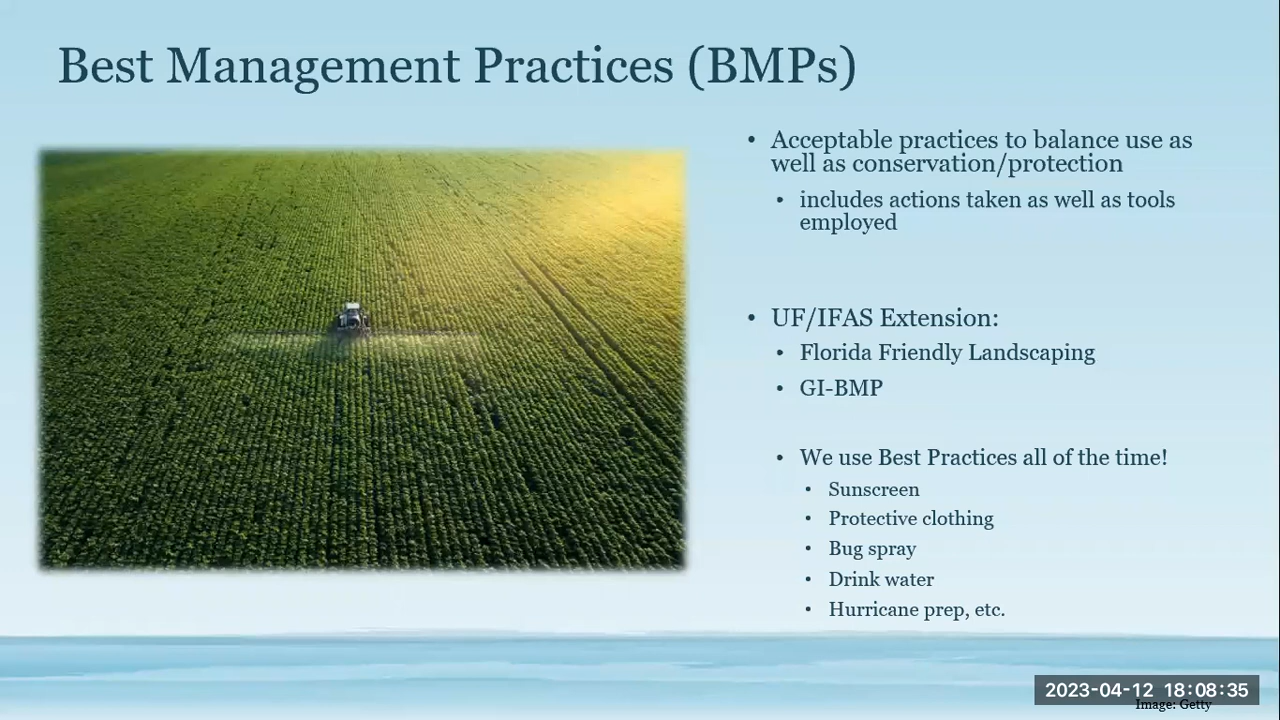 Best Management Practices (BMPs)
• Acceptable practices to balance use as
well as conservation/protection
• includes actions taken as well as tools
employed
• UF/IFAS Extension:
• Florida Friendly Landscaping
• GI-BMP
• We use Best Practices all of the time!
• Sunscreen
• Protective clothing
• Bug spray
• Drink water
• Hurricane prep, etc.
2023-04-12 18:08:35
Image: Getty